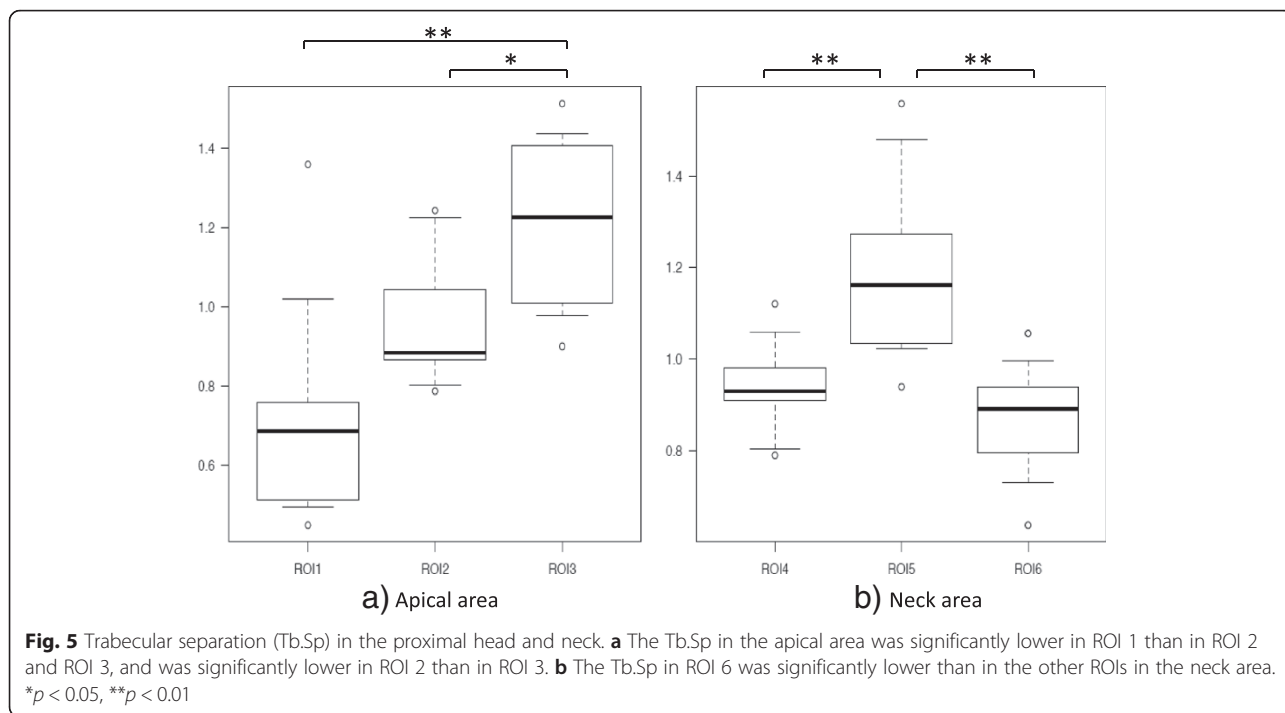 ** **
* **
1.4
1.2
1.0
0.8
0.6
ROI1 ROI2 ROI3
a) Apical area
1.4
1.2
1.0
0.8
ROI4 ROI5 ROI6
b) Neck area
Fig. 5 Trabecular separation (Tb.Sp) in the proximal head and neck. a The Tb.Sp in the apical area was significantly lower in ROI 1 than in ROI 2
and ROI 3, and was significantly lower in ROI 2 than in ROI 3. b The Tb.Sp in ROI 6 was significantly lower than in the other ROIs in the neck area.
*p < 0.05, **p < 0.01